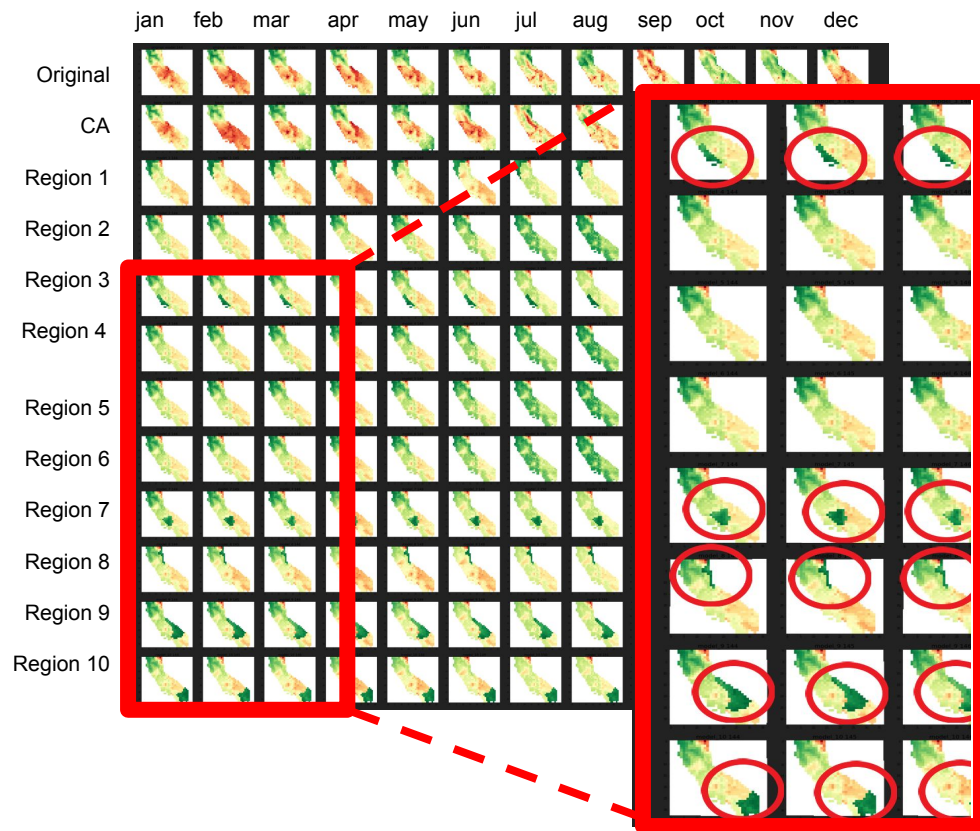 jan feb mar apr may jun jul aug sep oct nov dec
Original
CA
Region 1
Region 2
Region 3
Region 4
Region 5
Region 6
Region 7
Region 8
Region 9
Region 10